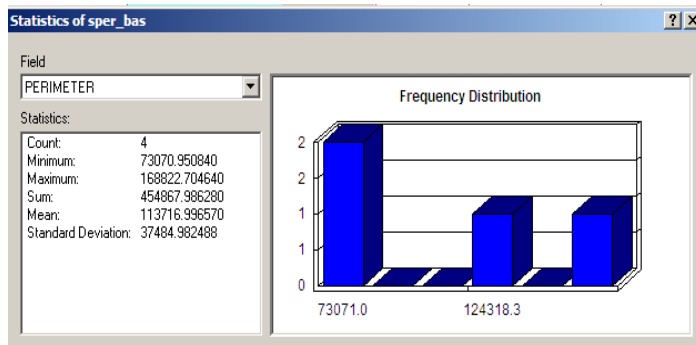 Statistics of sper_bas
Field
PERIMETER
Statistics:
Count: 4
Minimum: 73070.950840
Maximum: 168822.704640
Sum: 454867.986280
Mean: 113716.996570
Standard Deviation: 37484.982488
Frequency Distribution
2
2
1
1
0
73071.0 124318.3